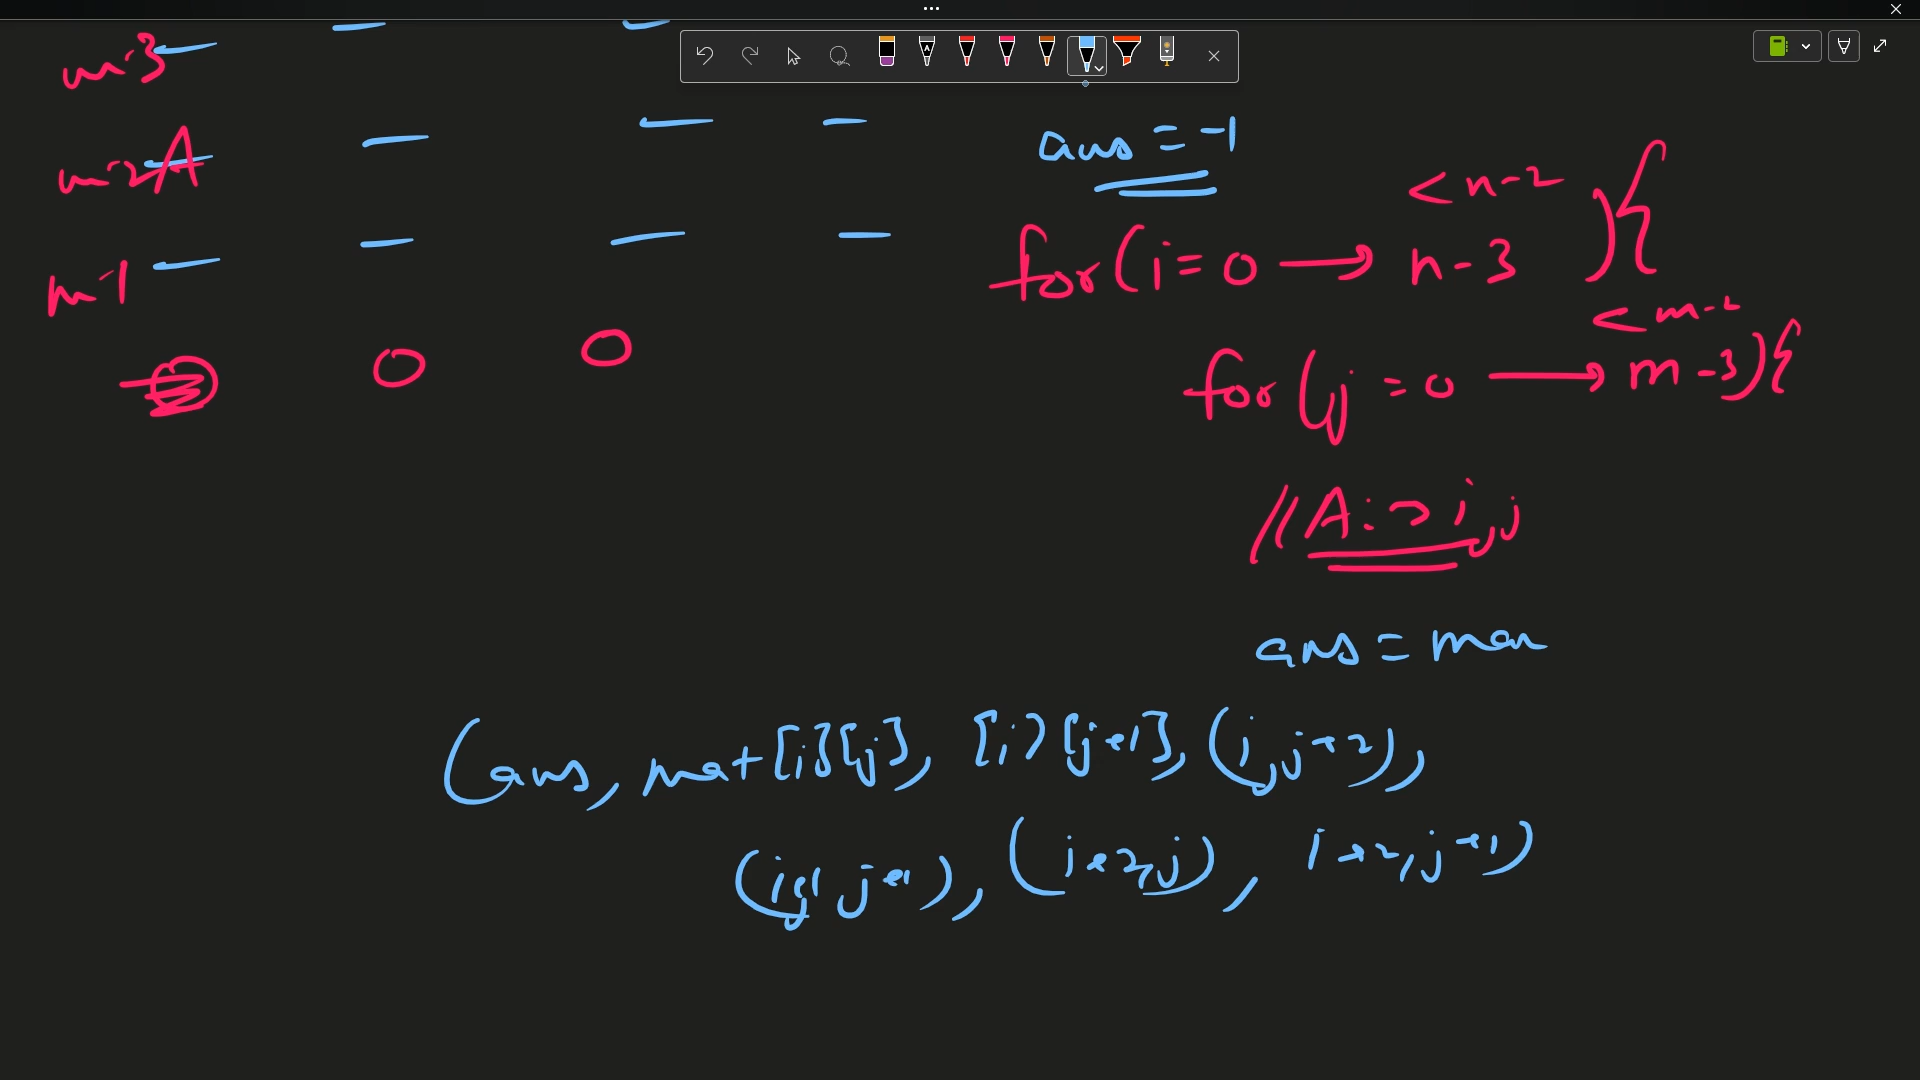 m-3
m-2 A
m-1
0 0
ans = -1
< n-2
for(i=0 → n-3){
< m-2
for(j=0 → m-3){
//A: → i,j
ans = max
(ans, mat[i][j], [i][j+1], (i,j+2),
(i+1,j+1), (i+2,j), i+2,j+1)